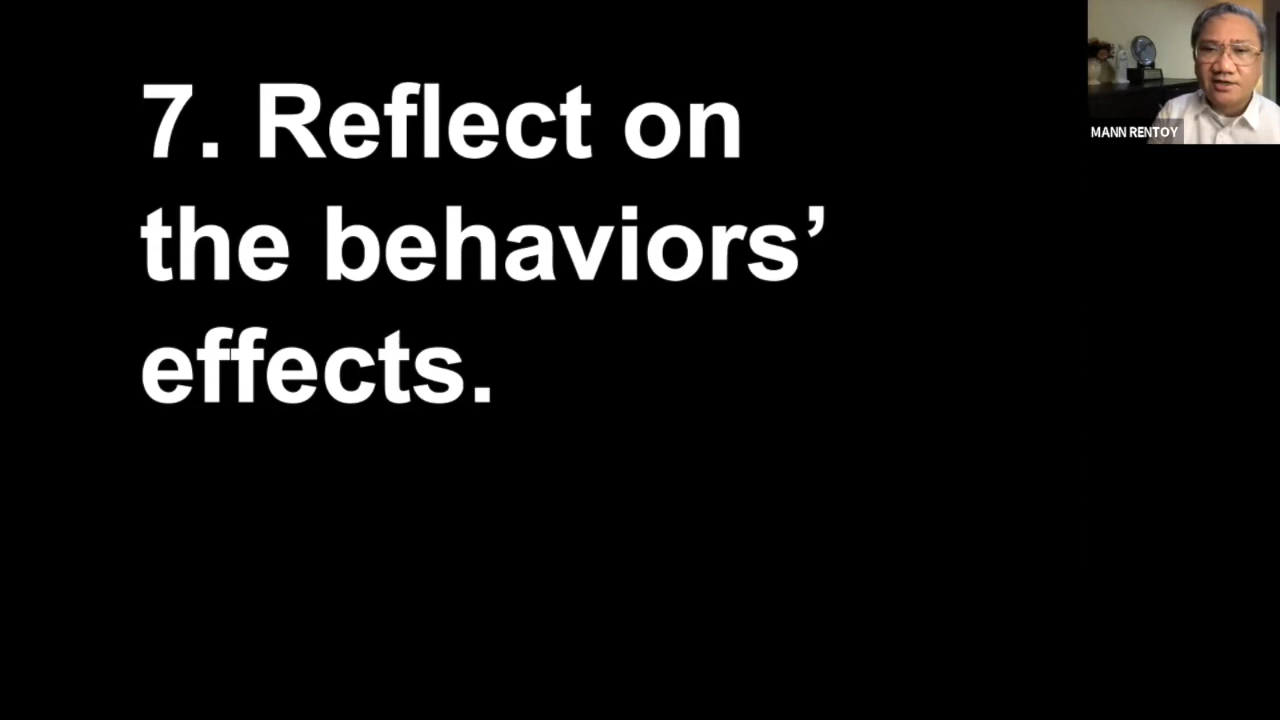 7. Reflect on
the behaviors’
effects.
MANN RENTOY